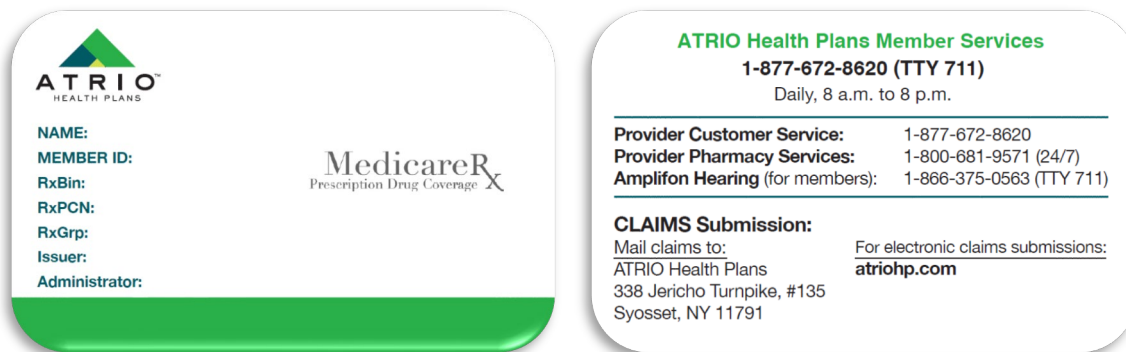 ATRIO™
HEALTH PLANS
NAME:
MEMBER ID:
RxBin:
RxPCN:
RxGrp:
Issuer:
Administrator:
MedicareRx
Prescription Drug Coverage
ATRIO Health Plans Member Services
1-877-672-8620 (TTY 711)
Daily, 8 a.m. to 8 p.m.
Provider Customer Service: 1-877-672-8620
Provider Pharmacy Services: 1-800-681-9571 (24/7)
Amplifon Hearing (for members): 1-866-375-0563 (TTY 711)
CLAIMS Submission:
Mail claims to:
ATRIO Health Plans
338 Jericho Turnpike, #135
Syosset, NY 11791
For electronic claims submissions:
atriohp.com